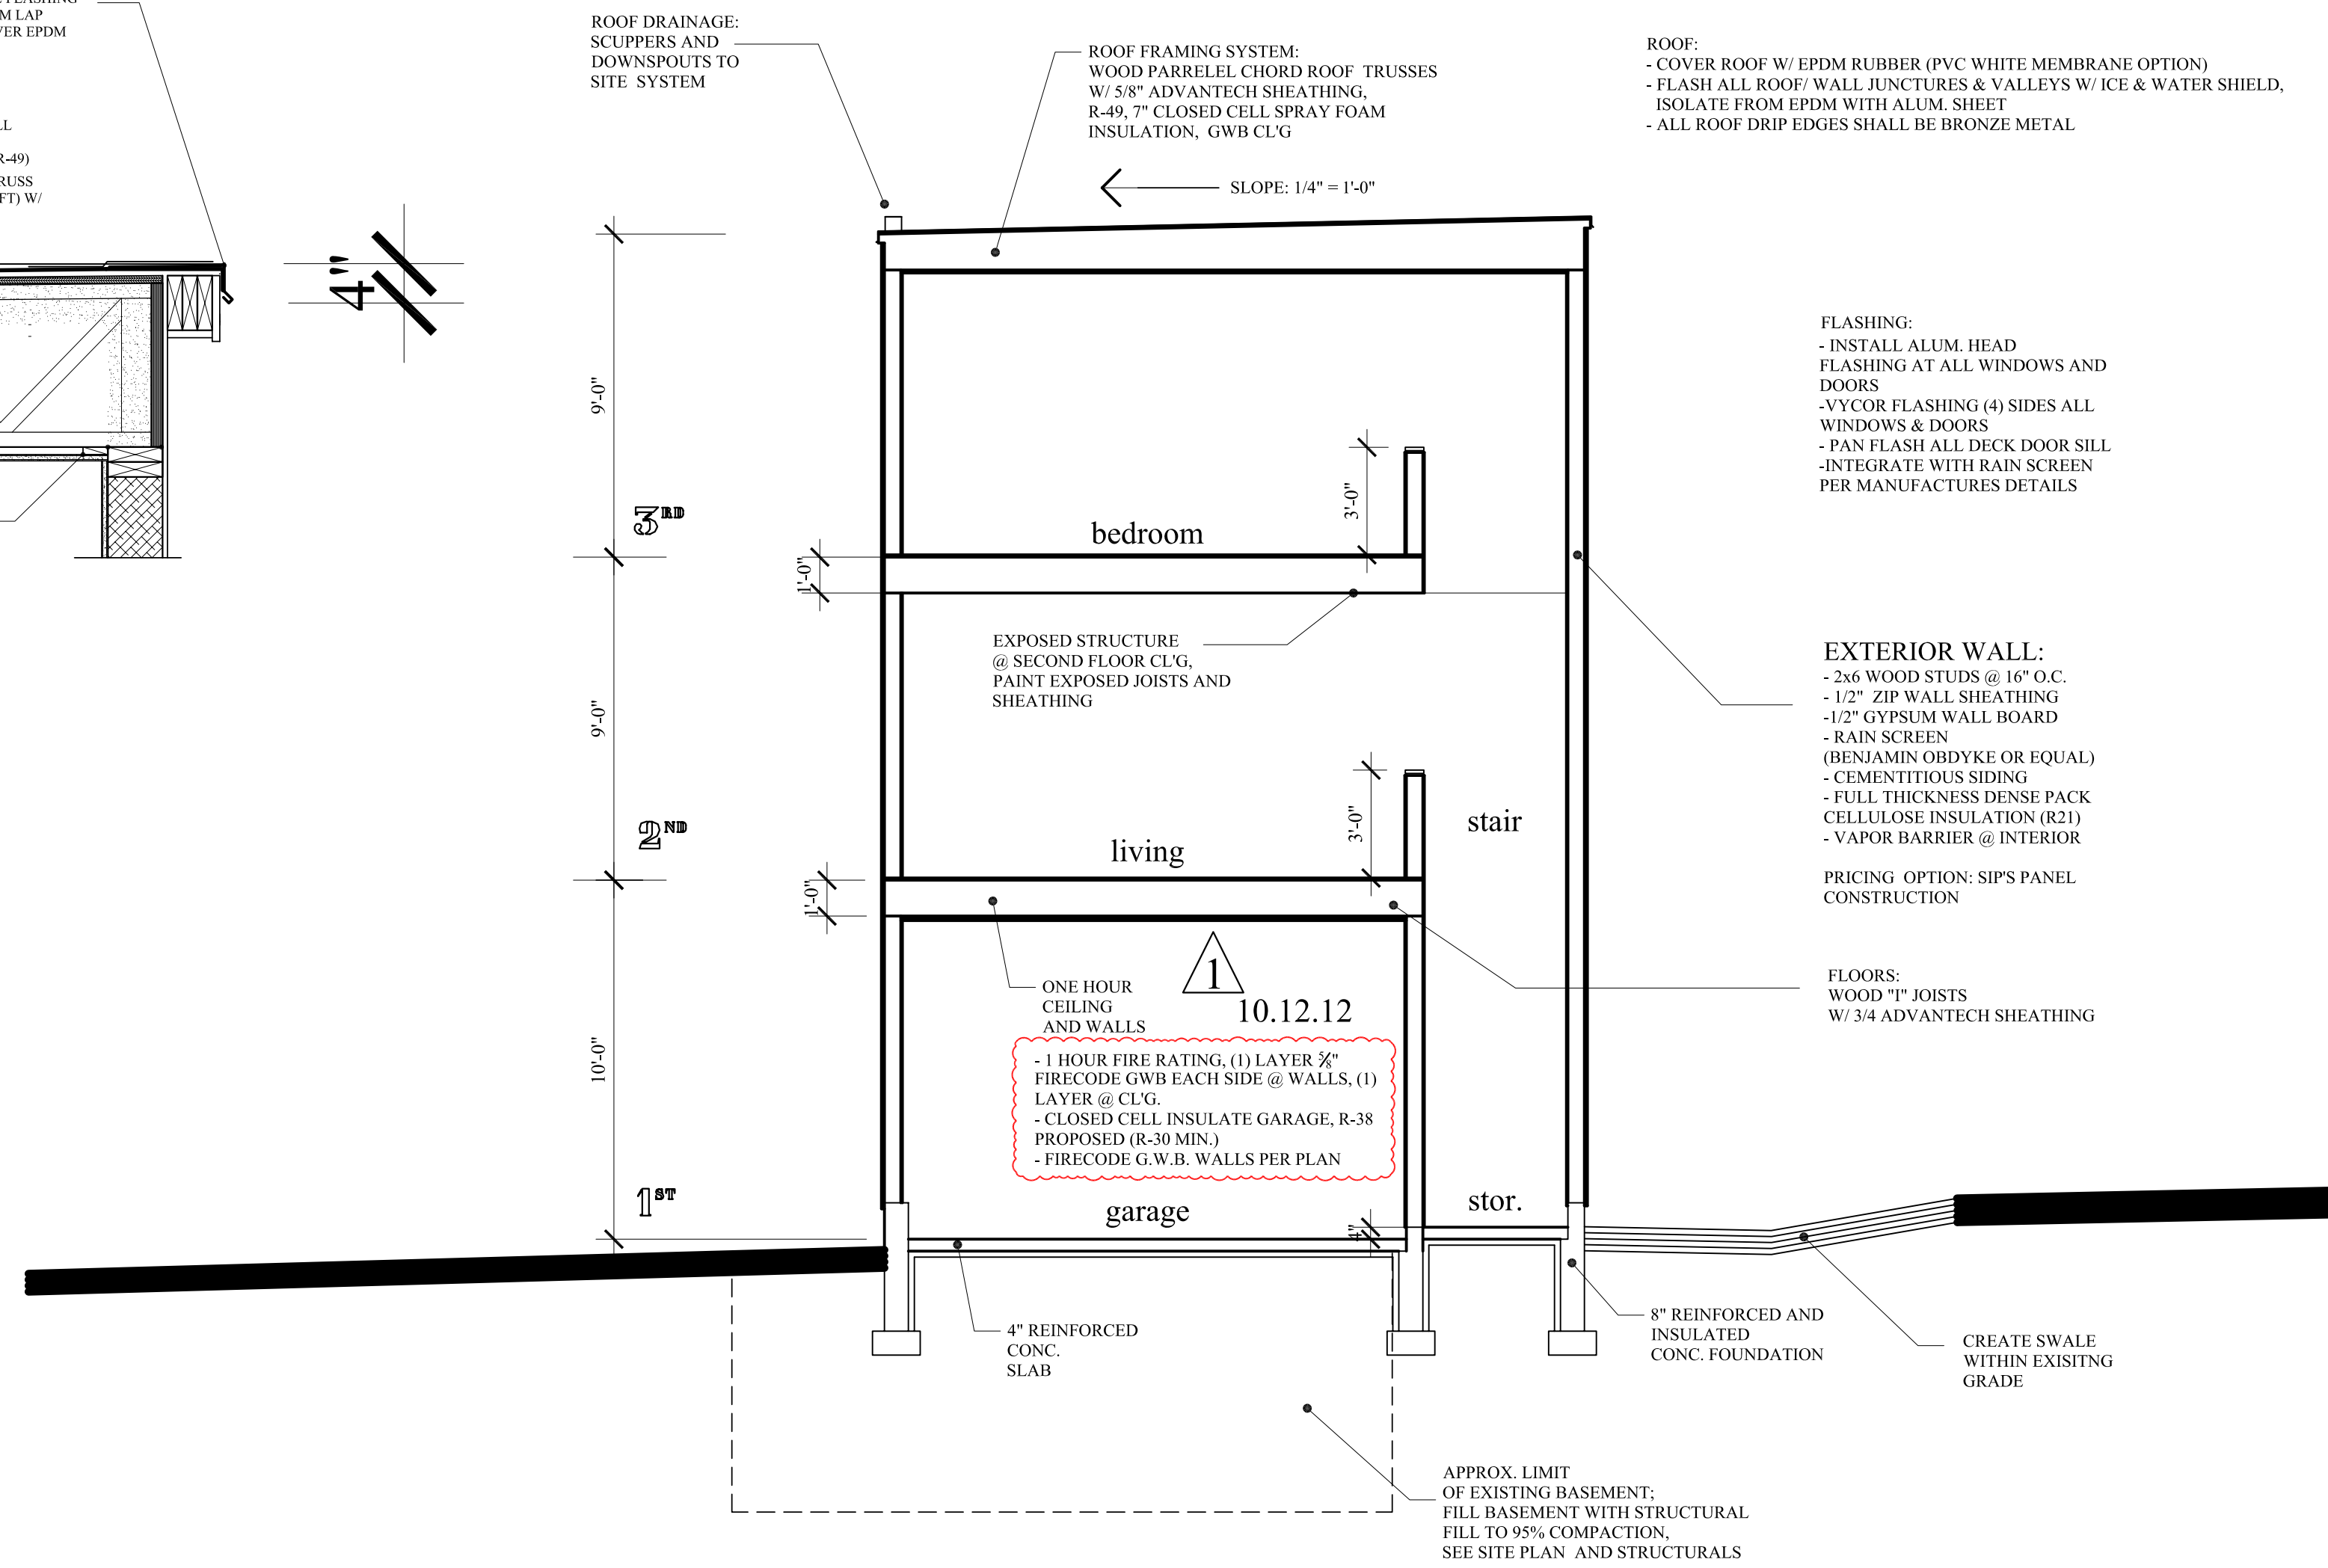 M LAP
VER EPDM
R-49)
FT) W/
4"
ROOF DRAINAGE:
SCUPPERS AND
DOWNSPOUTS TO
SITE SYSTEM
ROOF FRAMING SYSTEM:
WOOD PARRELEL CHORD ROOF TRUSSES
W/ 5/8" ADVANTECH SHEATHING,
R-49, 7" CLOSED CELL SPRAY FOAM
INSULATION, GWB CL'G
SLOPE: 1/4" = 1'-0"
ROOF:
- COVER ROOF W/ EPDM RUBBER (PVC WHITE MEMBRANE OPTION)
- FLASH ALL ROOF/ WALL JUNCTURES & VALLEYS W/ ICE & WATER SHIELD,
ISOLATE FROM EPDM WITH ALUM. SHEET
- ALL ROOF DRIP EDGES SHALL BE BRONZE METAL
FLASHING:
- INSTALL ALUM. HEAD
FLASHING AT ALL WINDOWS AND
DOORS
-VYCOR FLASHING (4) SIDES ALL
WINDOWS & DOORS
- PAN FLASH ALL DECK DOOR SILL
-INTEGRATE WITH RAIN SCREEN
PER MANUFACTURES DETAILS
9'-0"
3RD
bedroom
3'-0"
1'-0"
EXPOSED STRUCTURE
@ SECOND FLOOR CL'G,
PAINT EXPOSED JOISTS AND
SHEATHING
EXTERIOR WALL:
- 2x6 WOOD STUDS @ 16" O.C.
- 1/2" ZIP WALL SHEATHING
-1/2" GYPSUM WALL BOARD
- RAIN SCREEN
(BENJAMIN OBDYKE OR EQUAL)
- CEMENTITIOUS SIDING
- FULL THICKNESS DENSE PACK
CELLULOSE INSULATION (R21)
- VAPOR BARRIER @ INTERIOR
PRICING OPTION: SIP'S PANEL
CONSTRUCTION
9'-0"
2ND
living
3'-0"
stair
1'-0"
FLOORS:
WOOD "I" JOISTS
W/ 3/4 ADVANTECH SHEATHING
ONE HOUR
CEILING
AND WALLS
1
10.12.12
- 1 HOUR FIRE RATING, (1) LAYER ⅝"
FIRECODE GWB EACH SIDE @ WALLS, (1)
LAYER @ CL'G.
- CLOSED CELL INSULATE GARAGE, R-38
PROPOSED (R-30 MIN.)
- FIRECODE G.W.B. WALLS PER PLAN
10'-0"
1ST
garage
stor.
4"
4" REINFORCED
CONC.
SLAB
8" REINFORCED AND
INSULATED
CONC. FOUNDATION
CREATE SWALE
WITHIN EXISITNG
GRADE
APPROX. LIMIT
OF EXISTING BASEMENT;
FILL BASEMENT WITH STRUCTURAL
FILL TO 95% COMPACTION,
SEE SITE PLAN AND STRUCTURALS